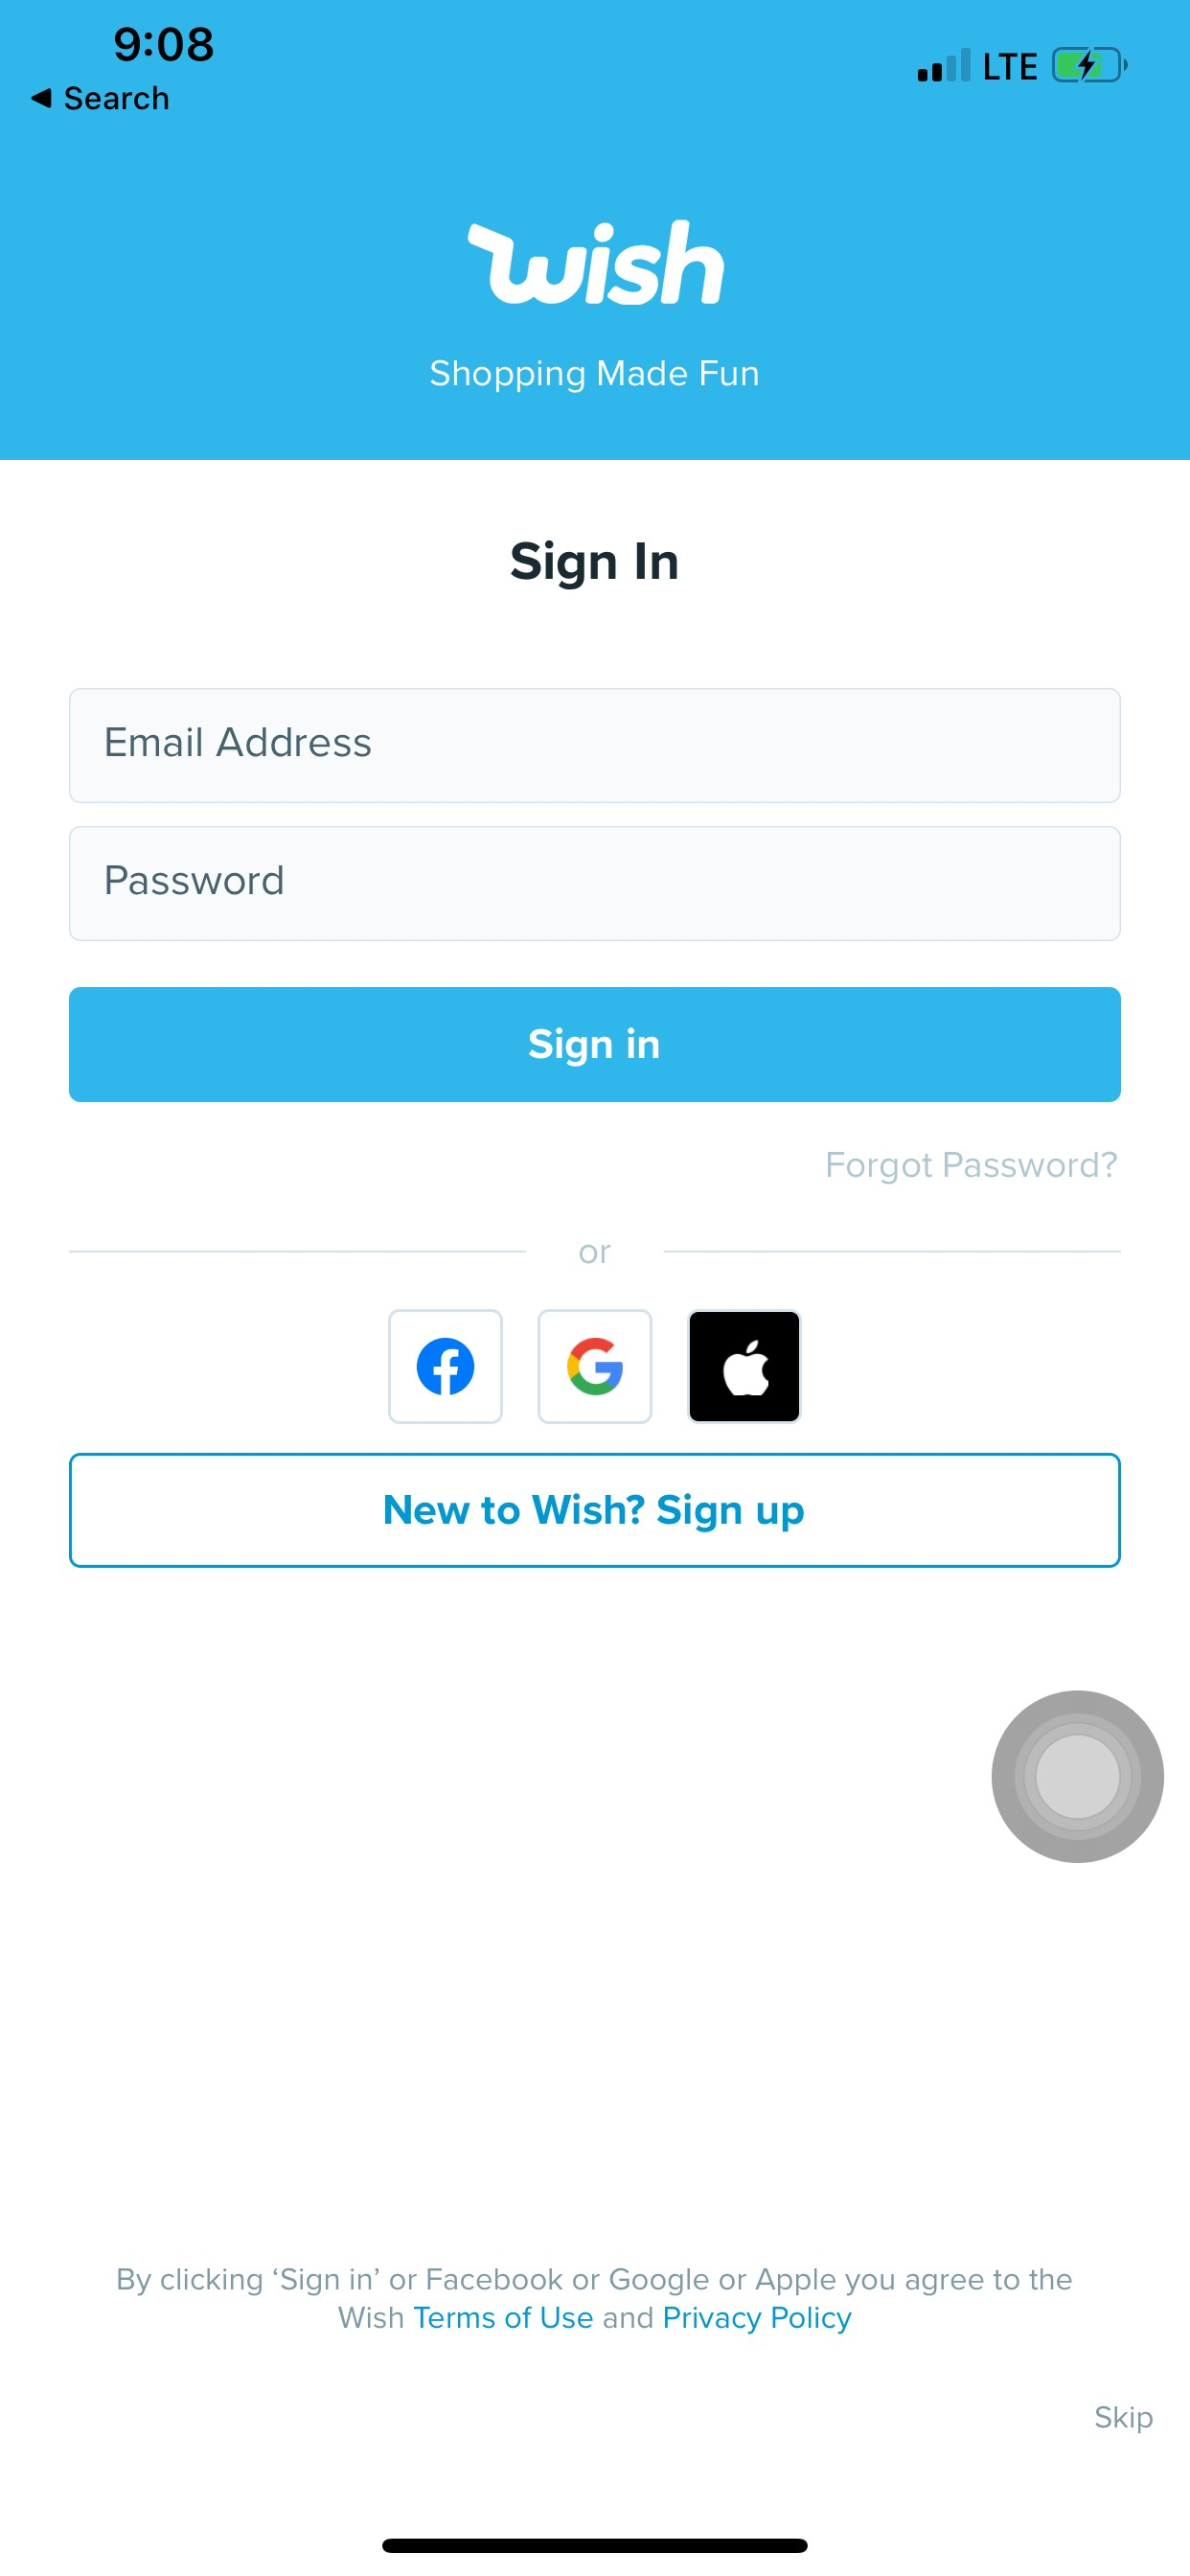 9:08
LTE
Search
wish
Shopping Made Fun
Sign In
Email Address
Password
Sign in
Forgot Password?
or
New to Wish? Sign up
By clicking ‘Sign in’ or Facebook or Google or Apple you agree to the
Wish Terms of Use and Privacy Policy
Skip